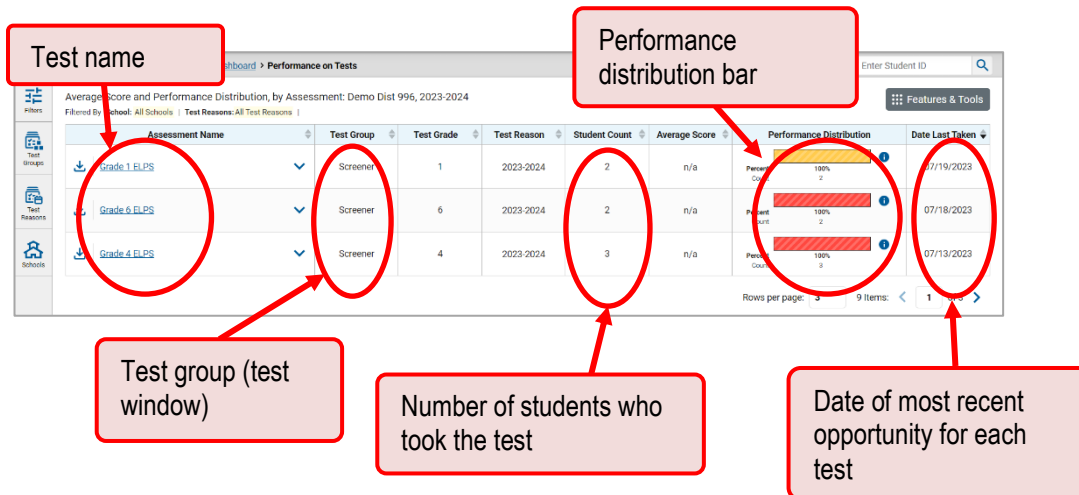 Test name
Performance
distribution bar
> Performance on Tests
Enter Student ID
Filters
Average Score and Performance Distribution, by Assessment: Demo Dist 996, 2023-2024
Features & Tools
Filtered By School: All Schools | Test Reasons: All Test Reasons |
Test
Groups
Test
Reasons
Schools
Assessment Name Test Group Test Grade Test Reason Student Count Average Score Performance Distribution Date Last Taken
Grade 1 ELPS Screener 1 2023-2024 2 n/a Percent 100% 07/19/2023
Count 2
Grade 6 ELPS Screener 6 2023-2024 2 n/a Percent 100% 07/18/2023
Count 2
Grade 4 ELPS Screener 4 2023-2024 3 n/a Percent 100% 07/13/2023
Count 3
Rows per page: 3 9 Items: 1
Test group (test
window)
Number of students who
took the test
Date of most recent
opportunity for each
test